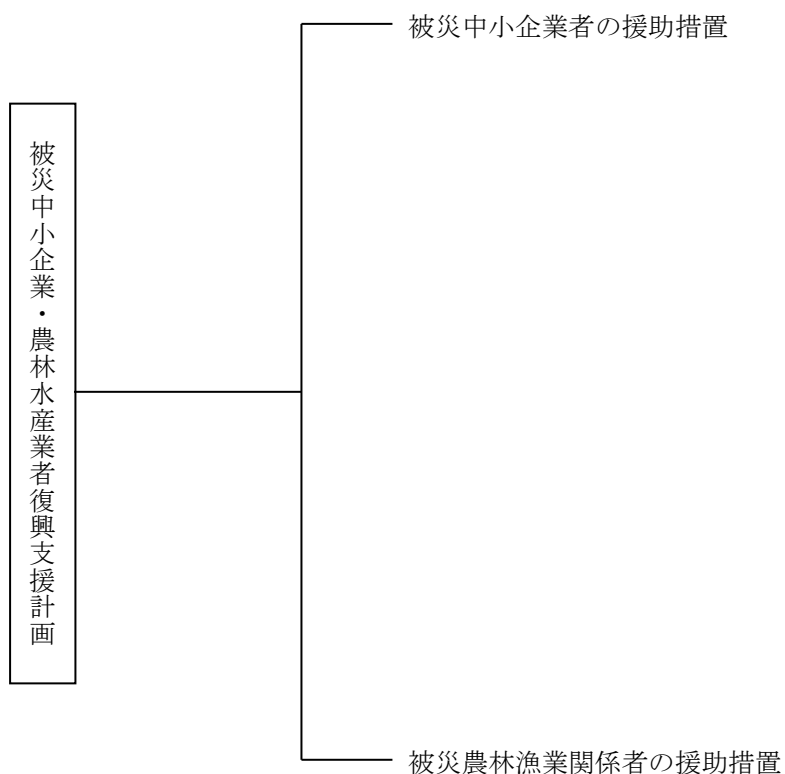 被災中小企業者の援助措置
被災中小企業・農林水産業者復興支援計画
被災農林漁業関係者の援助措置